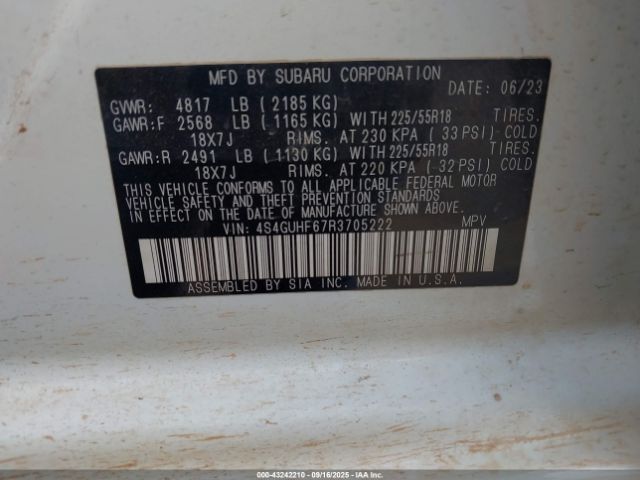 MFD BY SUBARU CORPORATION
DATE: 06/23
GVWR: 4817 LB ( 2185 KG)
GAWR:F 2568 LB ( 1165 KG) WITH 225/55R18 TIRES.
18X7J RIMS. AT 230 KPA ( 33 PSI) COLD
GAWR:R 2491 LB ( 1130 KG) WITH 225/55R18 TIRES.
18X7J RIMS. AT 220 KPA ( 32 PSI) COLD
THIS VEHICLE CONFORMS TO ALL APPLICABLE FEDERAL MOTOR
VEHICLE SAFETY AND THEFT PREVENTION STANDARDS
IN EFFECT ON THE DATE OF MANUFACTURE SHOWN ABOVE.
VIN: 4S4GUHF67R3705222 MPV
ASSEMBLED BY SIA INC. MADE IN U.S.A.
000-43242210 - 09/16/2025 - IAA Inc.